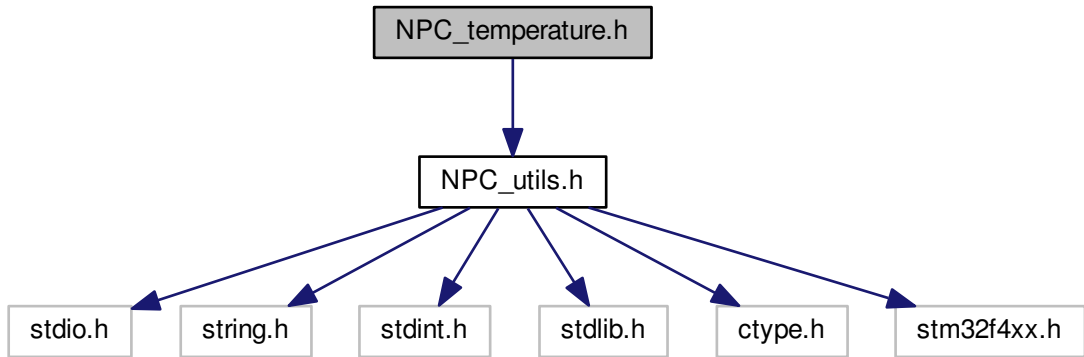 NPC_temperature.h
NPC_utils.h
stdio.h
string.h
stdint.h
stdlib.h
ctype.h
stm32f4xx.h